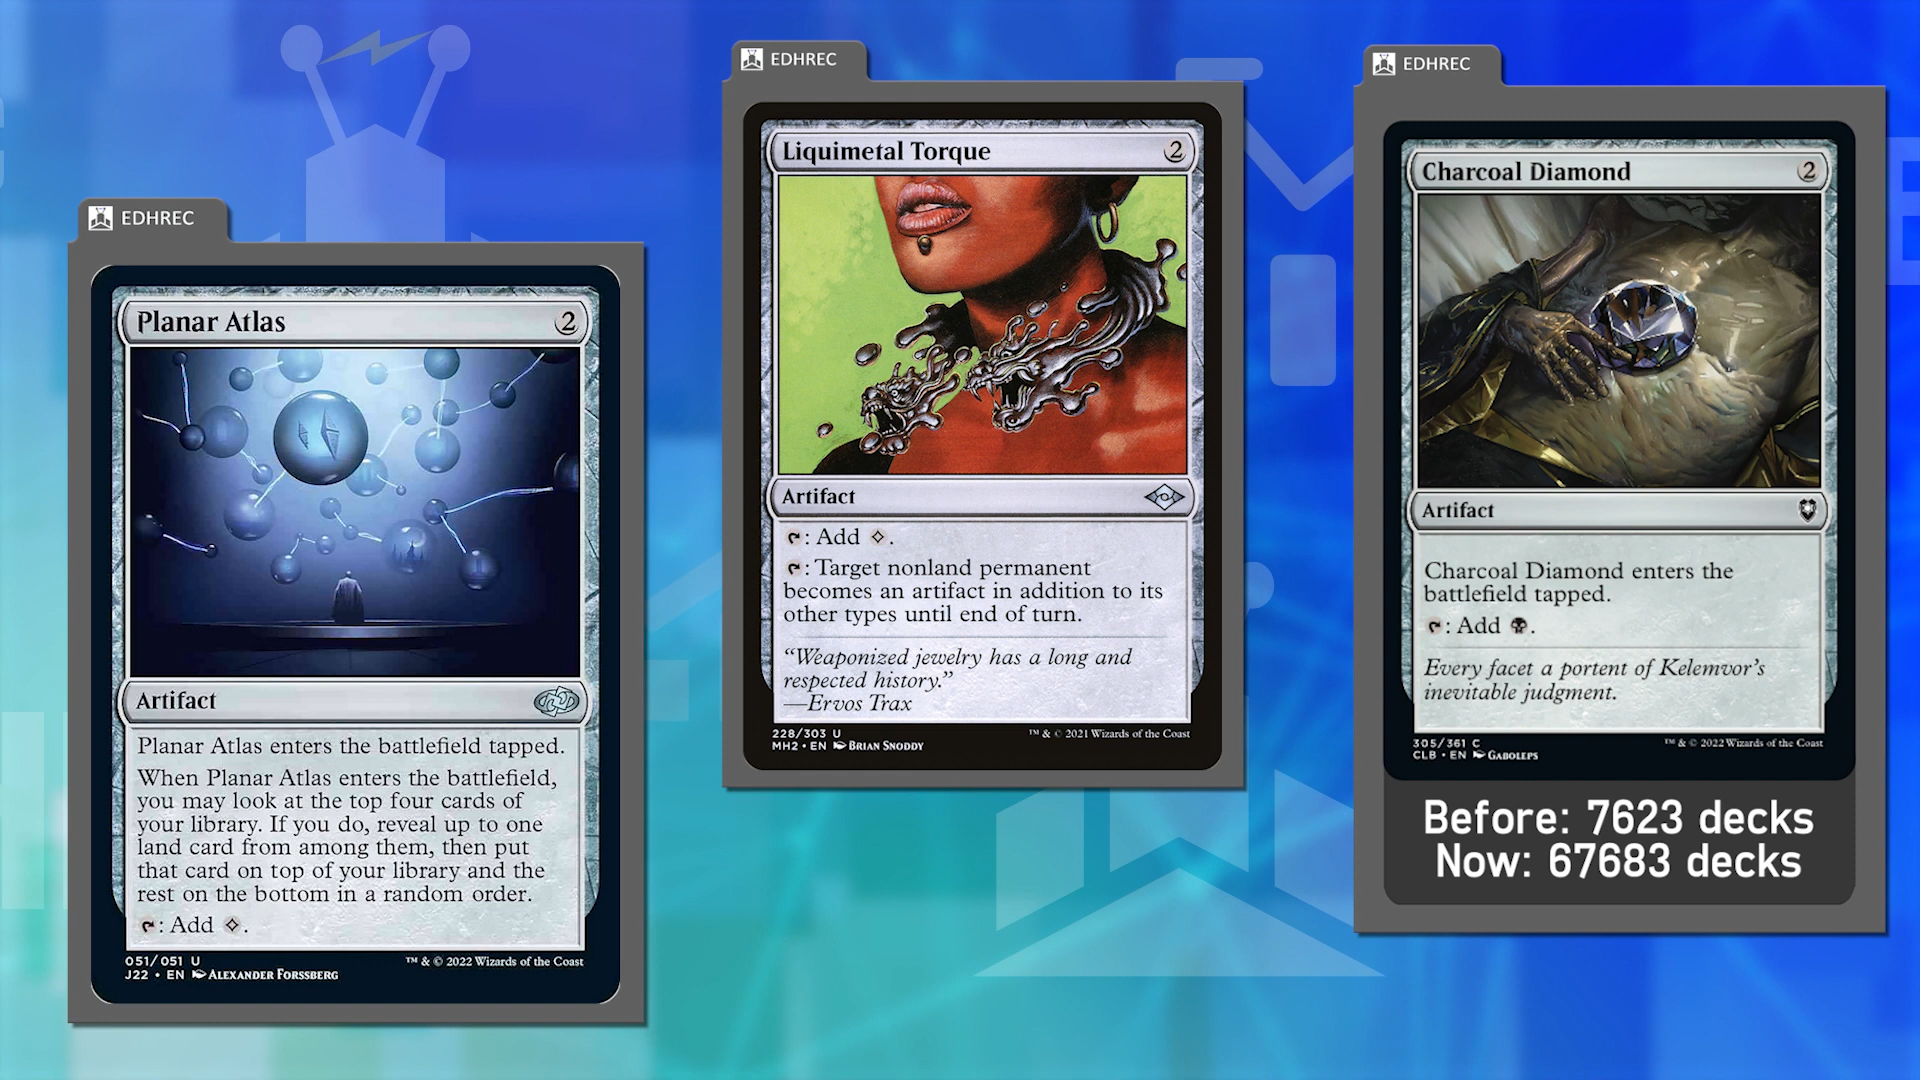 EDHREC
Planar Atlas 2
Artifact
Planar Atlas enters the battlefield tapped.
When Planar Atlas enters the battlefield,
you may look at the top four cards of
your library. If you do, reveal up to one
land card from among them, then put
that card on top of your library and the
rest on the bottom in a random order.
: Add .
051/051 U
J22 • EN ALEXANDER FORSSBERG
™ & © 2022 Wizards of the Coast
EDHREC
Liquimetal Torque 2
Artifact
: Add .
: Target nonland permanent
becomes an artifact in addition to its
other types until end of turn.
“Weaponized jewelry has a long and
respected history.”
—Ervos Trax
228/303 U
MH2 • EN BRIAN SNODDY
™ & © 2021 Wizards of the Coast
EDHREC
Charcoal Diamond 2
Artifact
Charcoal Diamond enters the
battlefield tapped.
: Add .
Every facet a portent of Kelemvor’s
inevitable judgment.
305/361 C
CLB • EN GABOLEPS
™ & © 2022 Wizards of the Coast
Before: 7623 decks
Now: 67683 decks